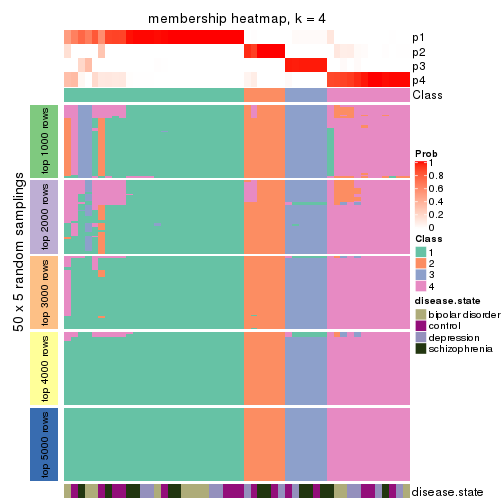 membership heatmap, k = 4
p1
p2
p3
p4
Class
50 x 5 random samplings
top 1000 rows
top 2000 rows
top 3000 rows
top 4000 rows
top 5000 rows
disease.state
Prob
1
0.8
0.6
0.4
0.2
0
Class
1
2
3
4
disease.state
bipolar disorder
control
depression
schizophrenia